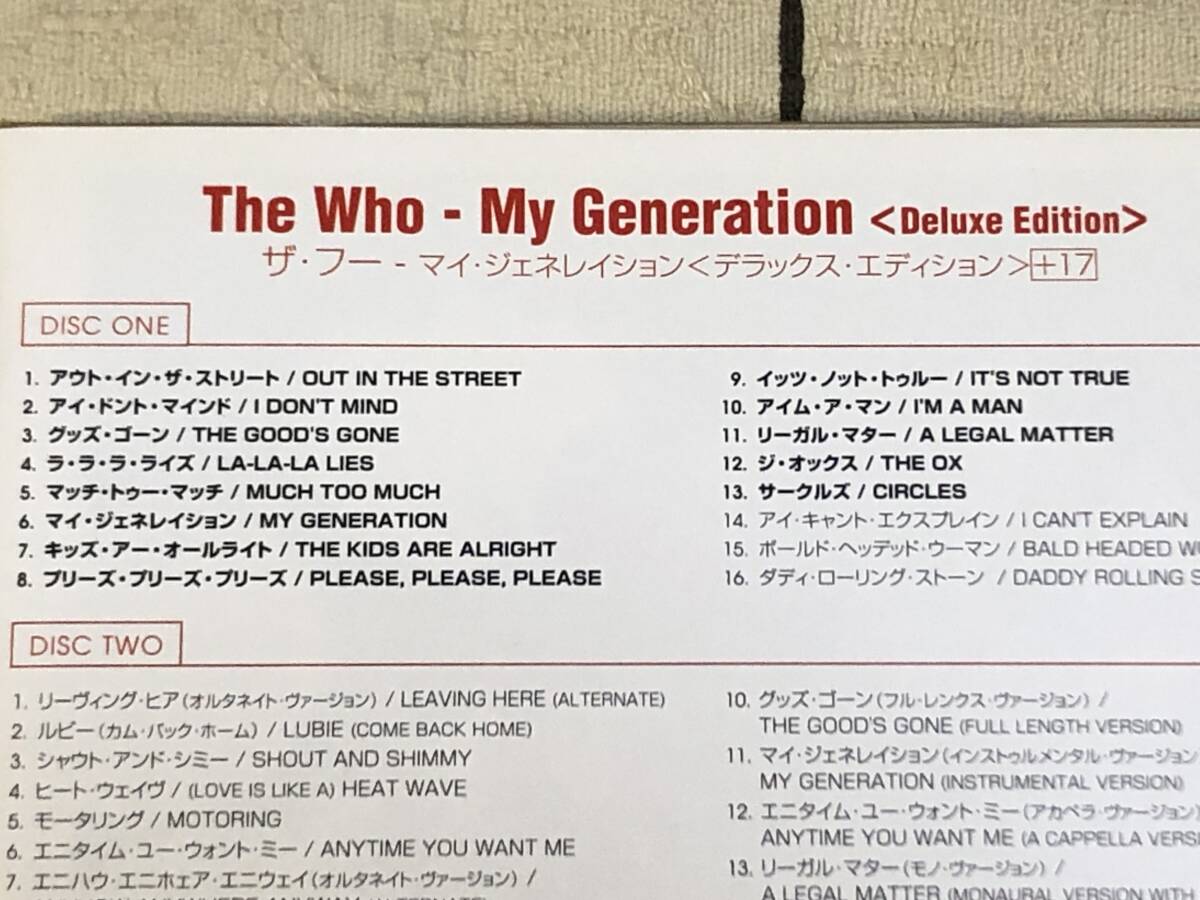 The Who - My Generation <Deluxe Edition>
ザ・フー - マイ・ジェネレイション<デラックス・エディション>+17
DISC ONE
1. アウト・イン・ザ・ストリート / OUT IN THE STREET
2. アイ・ドント・マインド / I DON'T MIND
3. グッズ・ゴーン / THE GOOD'S GONE
4. ラ・ラ・ラ・ライズ / LA-LA-LA LIES
5. マッチ・トゥー・マッチ / MUCH TOO MUCH
6. マイ・ジェネレイション / MY GENERATION
7. キッズ・アー・オールライト / THE KIDS ARE ALRIGHT
8. プリーズ・プリーズ・プリーズ / PLEASE, PLEASE, PLEASE
9. イッツ・ノット・トゥルー / IT'S NOT TRUE
10. アイム・ア・マン / I'M A MAN
11. リーガル・マター / A LEGAL MATTER
12. ジ・オックス / THE OX
13. サークルズ / CIRCLES
14. アイ・キャント・エクスプレイン / I CAN'T EXPLAIN
15. ボールド・ヘッデッド・ウーマン / BALD HEADED
16. ダディ・ローリング・ストーン / DADDY ROLLING
DISC TWO
1. リーヴィング・ヒア (オルタネイト・ヴァージョン) / LEAVING HERE (ALTERNATE)
2. ルビー (カム・バック・ホーム) / LUBIE (COME BACK HOME)
3. シャウト・アンド・シミー / SHOUT AND SHIMMY
4. ヒート・ウェイヴ / (LOVE IS LIKE A) HEAT WAVE
5. モータリング / MOTORING
6. エニタイム・ユー・ウォント・ミー / ANYTIME YOU WANT ME
7. エニハウ・エニホェア・エニウェイ (オルタネイト・ヴァージョン) /
10. グッズ・ゴーン (フル・レンクス・ヴァージョン) /
THE GOOD'S GONE (FULL LENGTH VERSION)
11. マイ・ジェネレイション (インストゥルメンタル・ヴァージョン
MY GENERATION (INSTRUMENTAL VERSION)
12. エニタイム・ユー・ウォント・ミー (アカペラ・ヴァージョン)
ANYTIME YOU WANT ME (A CAPPELLA
13. リーガル・マター (モノ・ヴァージョン) /
A LEGAL MATTER (MONAURAL VERSION WITH